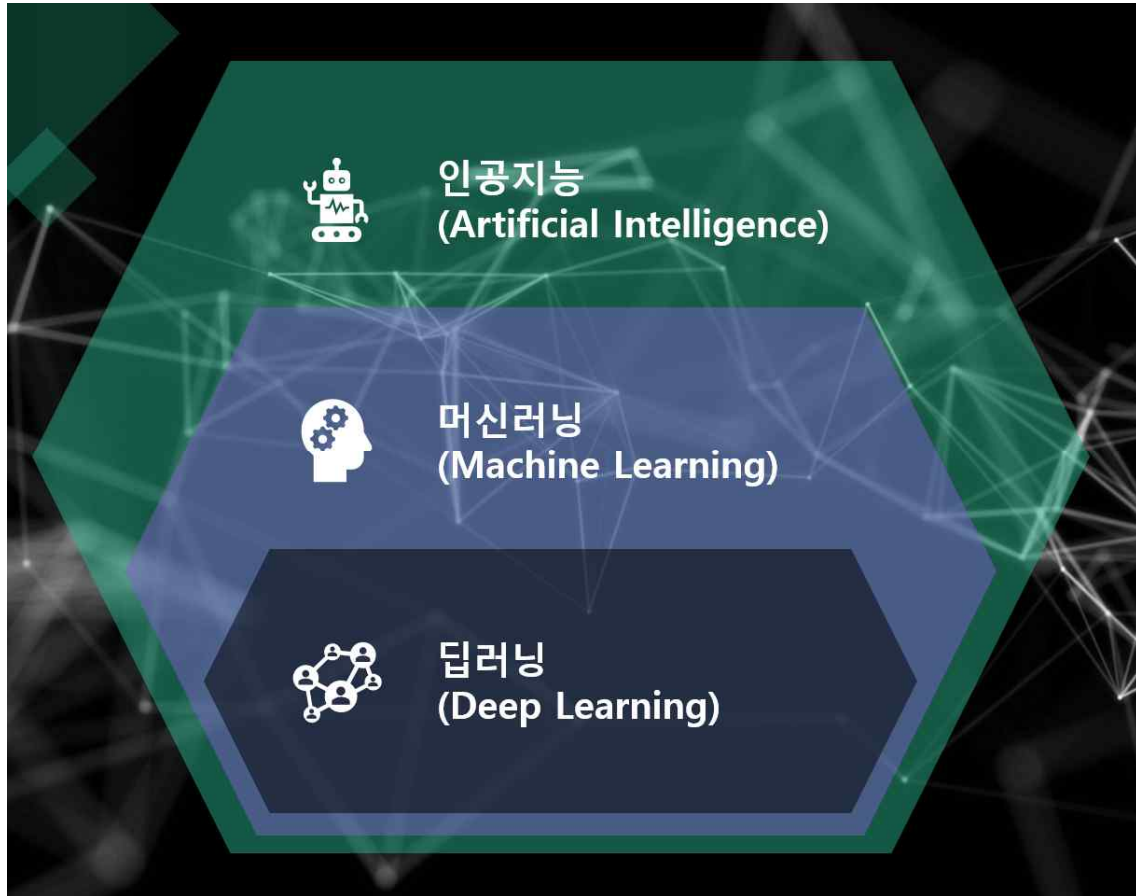 인공지능
(Artificial Intelligence)
머신러닝
(Machine Learning)
딥러닝
(Deep Learning)